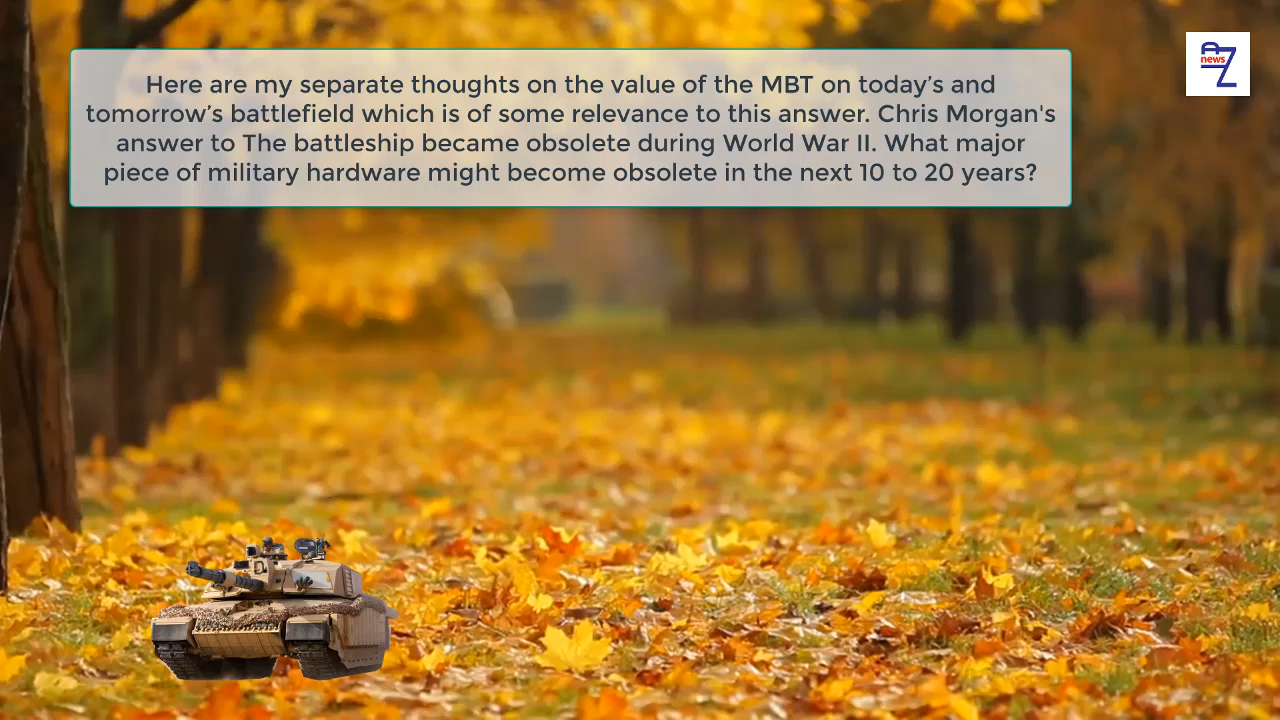 Here are my separate thoughts on the value of the MBT on today’s and
tomorrow’s battlefield which is of some relevance to this answer. Chris Morgan's
answer to The battleship became obsolete during World War II. What major
piece of military hardware might become obsolete in the next 10 to 20 years?
A
news
Z